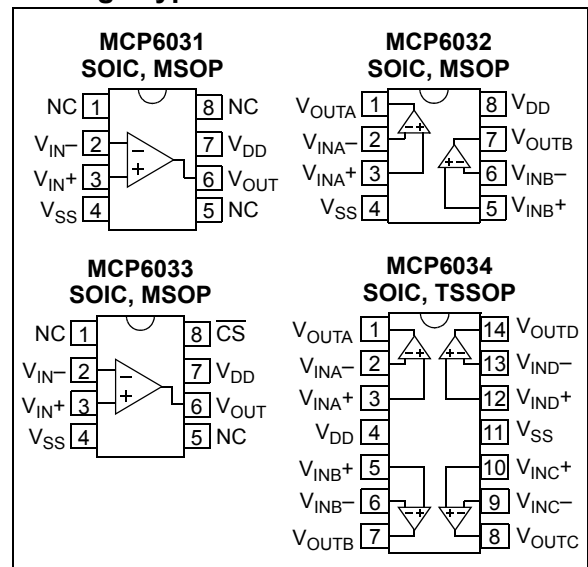 MCP6031
SOIC, MSOP
NC 1 8 NC
VIN– 2 7 VDD
VIN+ 3 6 VOUT
VSS 4 5 NC
MCP6032
SOIC, MSOP
VOUTA 1 8 VDD
VINA– 2 7 VOUTB
VINA+ 3 6 VINB–
VSS 4 5 VINB+
MCP6033
SOIC, MSOP
NC 1 8 C̅S̅
VIN– 2 7 VDD
VIN+ 3 6 VOUT
VSS 4 5 NC
MCP6034
SOIC, TSSOP
VOUTA 1 14 VOUTD
VINA– 2 13 VIND–
VINA+ 3 12 VIND+
VDD 4 11 VSS
VINB+ 5 10 VINC+
VINB– 6 9 VINC–
VOUTB 7 8 VOUTC